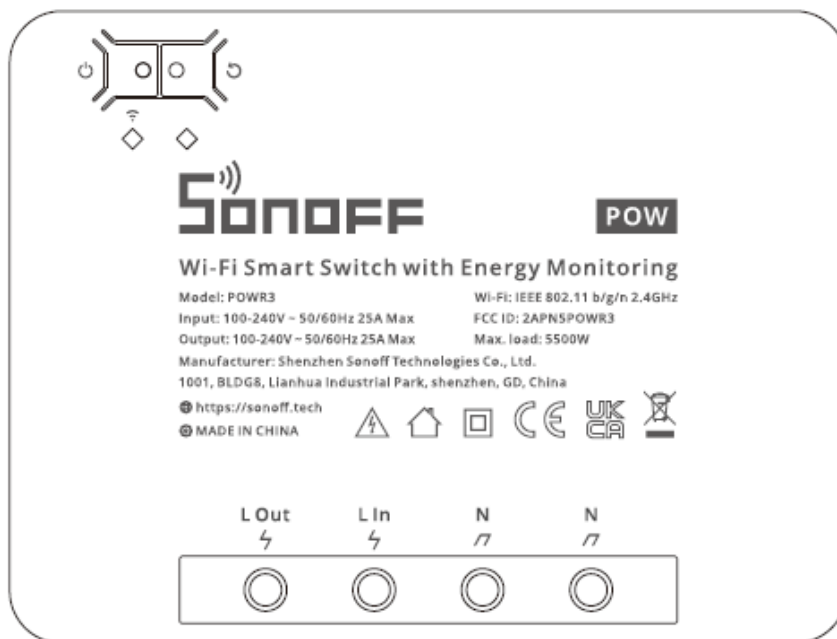 SONOFF
POW
Wi-Fi Smart Switch with Energy Monitoring
Model: POWR3 Wi-Fi: IEEE 802.11 b/g/n 2.4GHz
Input: 100-240V ~ 50/60Hz 25A Max FCC ID: 2APN5POWR3
Output: 100-240V ~ 50/60Hz 25A Max Max. load: 5500W
Manufacturer: Shenzhen Sonoff Technologies Co., Ltd.
1001, BLDG8, Lianhua Industrial Park, shenzhen, GD, China
https://sonoff.tech
MADE IN CHINA
CE
UK
CA
L Out L In N N